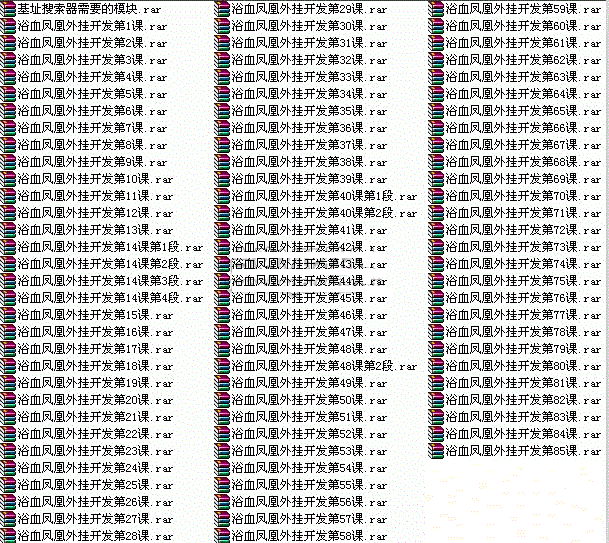 基址搜索器需要的模块.rar
浴血凤凰外挂开发第1课.rar
浴血凤凰外挂开发第2课.rar
浴血凤凰外挂开发第3课.rar
浴血凤凰外挂开发第4课.rar
浴血凤凰外挂开发第5课.rar
浴血凤凰外挂开发第6课.rar
浴血凤凰外挂开发第7课.rar
浴血凤凰外挂开发第8课.rar
浴血凤凰外挂开发第9课.rar
浴血凤凰外挂开发第10课.rar
浴血凤凰外挂开发第11课.rar
浴血凤凰外挂开发第12课.rar
浴血凤凰外挂开发第13课.rar
浴血凤凰外挂开发第14课第1段.rar
浴血凤凰外挂开发第14课第2段.rar
浴血凤凰外挂开发第14课第3段.rar
浴血凤凰外挂开发第14课第4段.rar
浴血凤凰外挂开发第15课.rar
浴血凤凰外挂开发第16课.rar
浴血凤凰外挂开发第17课.rar
浴血凤凰外挂开发第18课.rar
浴血凤凰外挂开发第19课.rar
浴血凤凰外挂开发第20课.rar
浴血凤凰外挂开发第21课.rar
浴血凤凰外挂开发第22课.rar
浴血凤凰外挂开发第23课.rar
浴血凤凰外挂开发第24课.rar
浴血凤凰外挂开发第25课.rar
浴血凤凰外挂开发第26课.rar
浴血凤凰外挂开发第27课.rar
浴血凤凰外挂开发第28课.rar
浴血凤凰外挂开发第29课.rar
浴血凤凰外挂开发第30课.rar
浴血凤凰外挂开发第31课.rar
浴血凤凰外挂开发第32课.rar
浴血凤凰外挂开发第33课.rar
浴血凤凰外挂开发第34课.rar
浴血凤凰外挂开发第35课.rar
浴血凤凰外挂开发第36课.rar
浴血凤凰外挂开发第37课.rar
浴血凤凰外挂开发第38课.rar
浴血凤凰外挂开发第39课.rar
浴血凤凰外挂开发第40课第1段.rar
浴血凤凰外挂开发第40课第2段.rar
浴血凤凰外挂开发第41课.rar
浴血凤凰外挂开发第42课.rar
浴血凤凰外挂开发第43课.rar
浴血凤凰外挂开发第44课.rar
浴血凤凰外挂开发第45课.rar
浴血凤凰外挂开发第46课.rar
浴血凤凰外挂开发第47课.rar
浴血凤凰外挂开发第48课.rar
浴血凤凰外挂开发第48课第2段.rar
浴血凤凰外挂开发第49课.rar
浴血凤凰外挂开发第50课.rar
浴血凤凰外挂开发第51课.rar
浴血凤凰外挂开发第52课.rar
浴血凤凰外挂开发第53课.rar
浴血凤凰外挂开发第54课.rar
浴血凤凰外挂开发第55课.rar
浴血凤凰外挂开发第56课.rar
浴血凤凰外挂开发第57课.rar
浴血凤凰外挂开发第58课.rar
浴血凤凰外挂开发第59课.rar
浴血凤凰外挂开发第60课.rar
浴血凤凰外挂开发第61课.rar
浴血凤凰外挂开发第62课.rar
浴血凤凰外挂开发第63课.rar
浴血凤凰外挂开发第64课.rar
浴血凤凰外挂开发第65课.rar
浴血凤凰外挂开发第66课.rar
浴血凤凰外挂开发第67课.rar
浴血凤凰外挂开发第68课.rar
浴血凤凰外挂开发第69课.rar
浴血凤凰外挂开发第70课.rar
浴血凤凰外挂开发第71课.rar
浴血凤凰外挂开发第72课.rar
浴血凤凰外挂开发第73课.rar
浴血凤凰外挂开发第74课.rar
浴血凤凰外挂开发第75课.rar
浴血凤凰外挂开发第76课.rar
浴血凤凰外挂开发第77课.rar
浴血凤凰外挂开发第78课.rar
浴血凤凰外挂开发第79课.rar
浴血凤凰外挂开发第80课.rar
浴血凤凰外挂开发第81课.rar
浴血凤凰外挂开发第82课.rar
浴血凤凰外挂开发第83课.rar
浴血凤凰外挂开发第84课.rar
浴血凤凰外挂开发第85课.rar